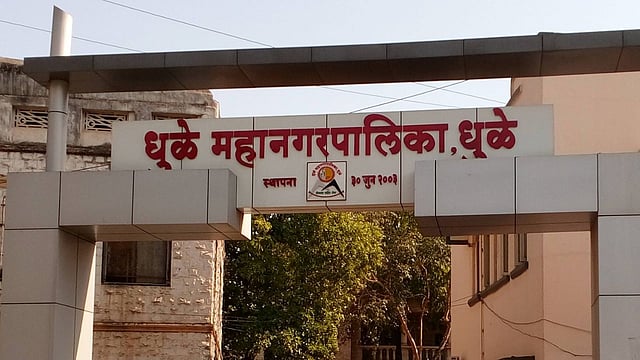 धुळे महानगरपालिका, धुळे
स्थापना ३० जुन २००३